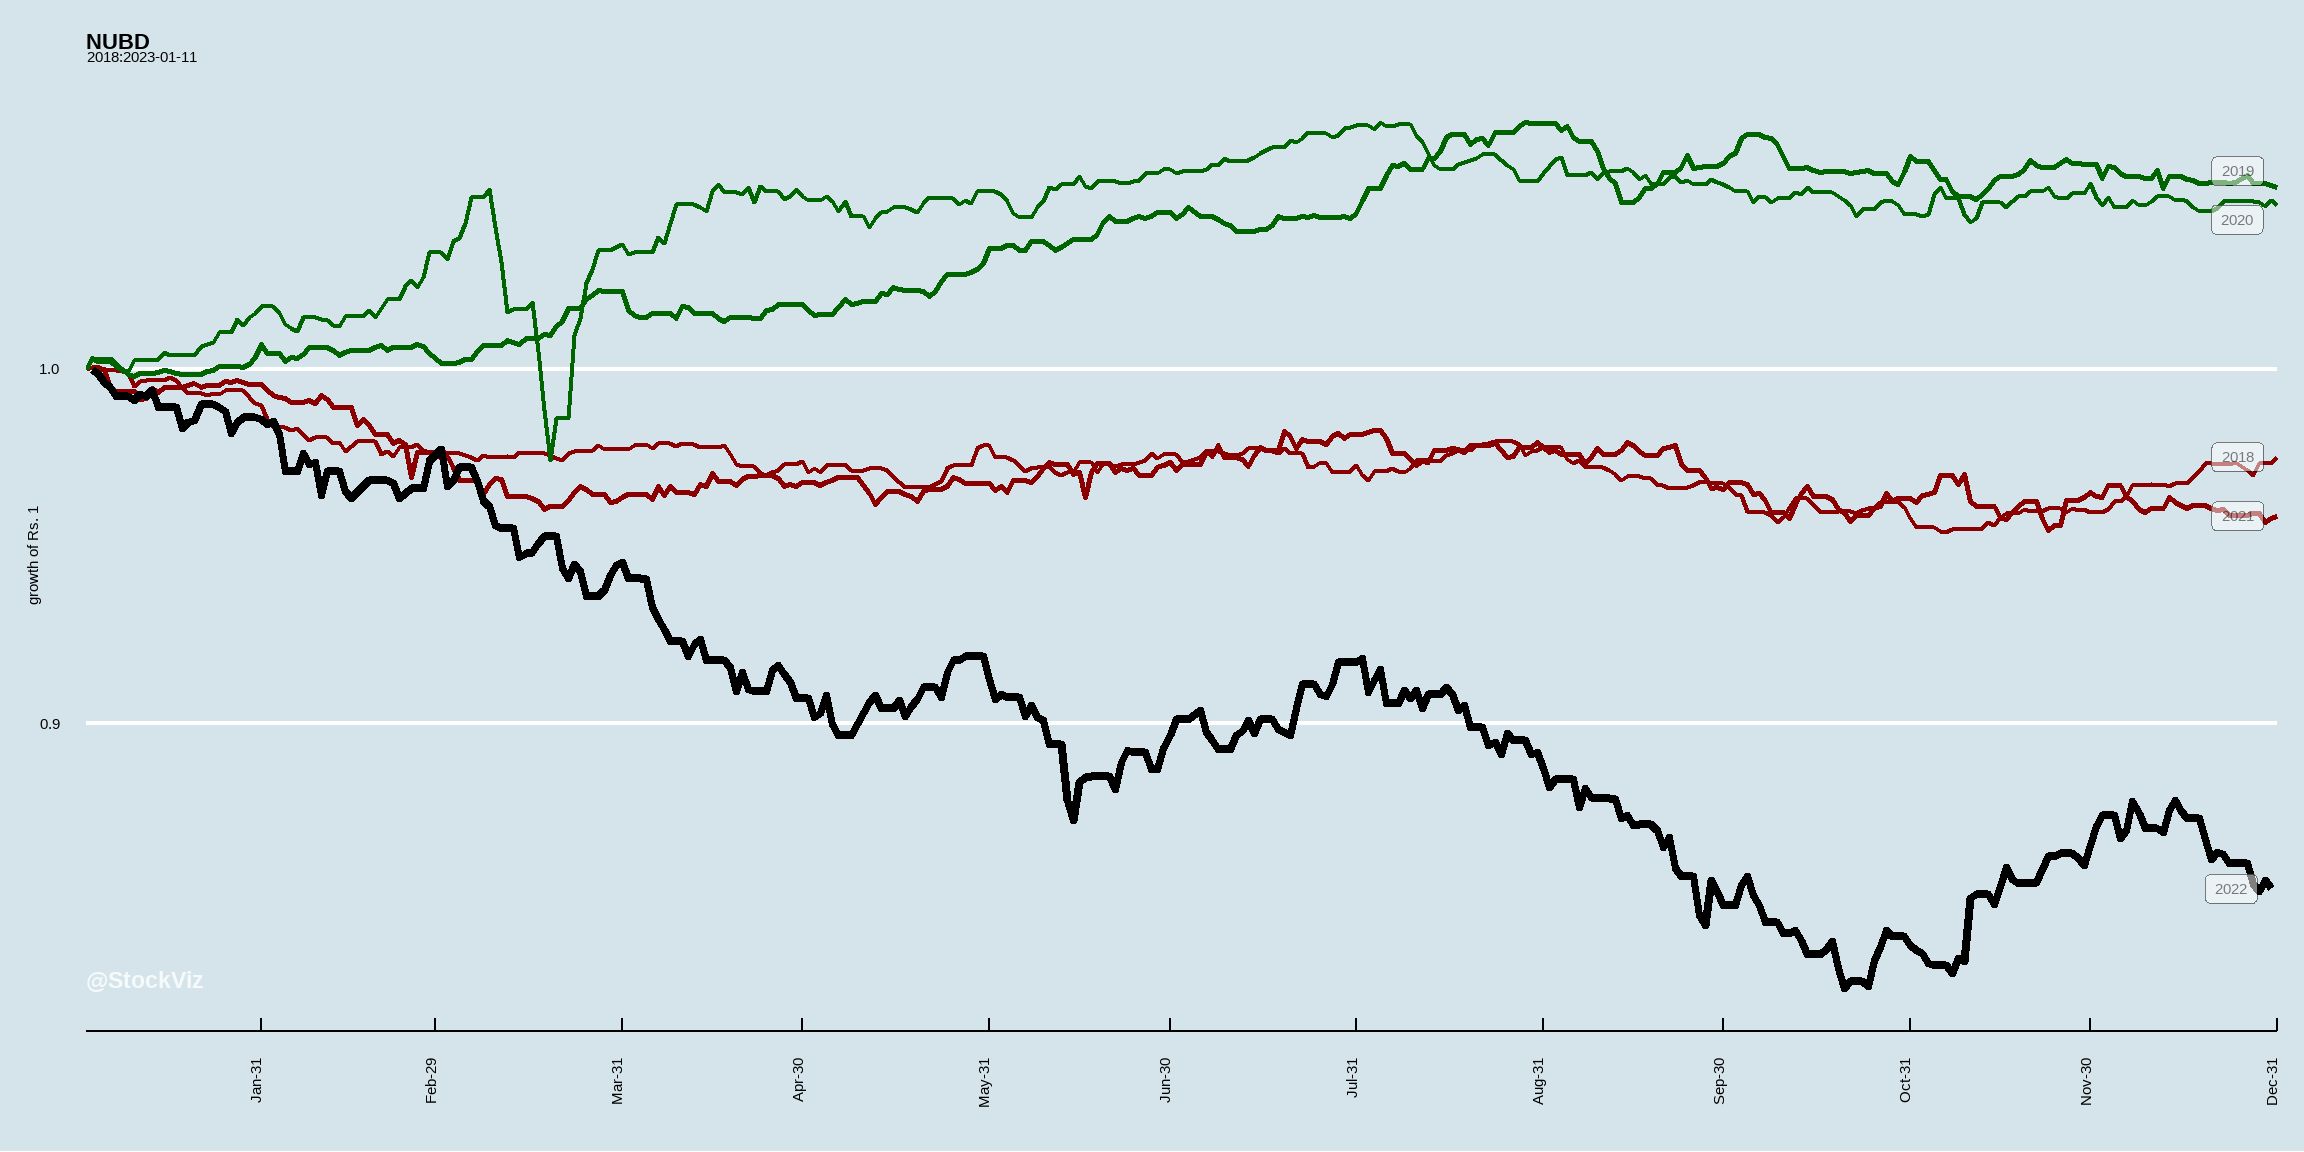 NUBD
2018:2023-01-11
2019
2020
1.0
2018
2021
growth of Rs. 1
0.9
2022
@StockViz
Jan-31
Feb-29
Mar-31
Apr-30
May-31
Jun-30
Jul-31
Aug-31
Sep-30
Oct-31
Nov-30
Dec-31